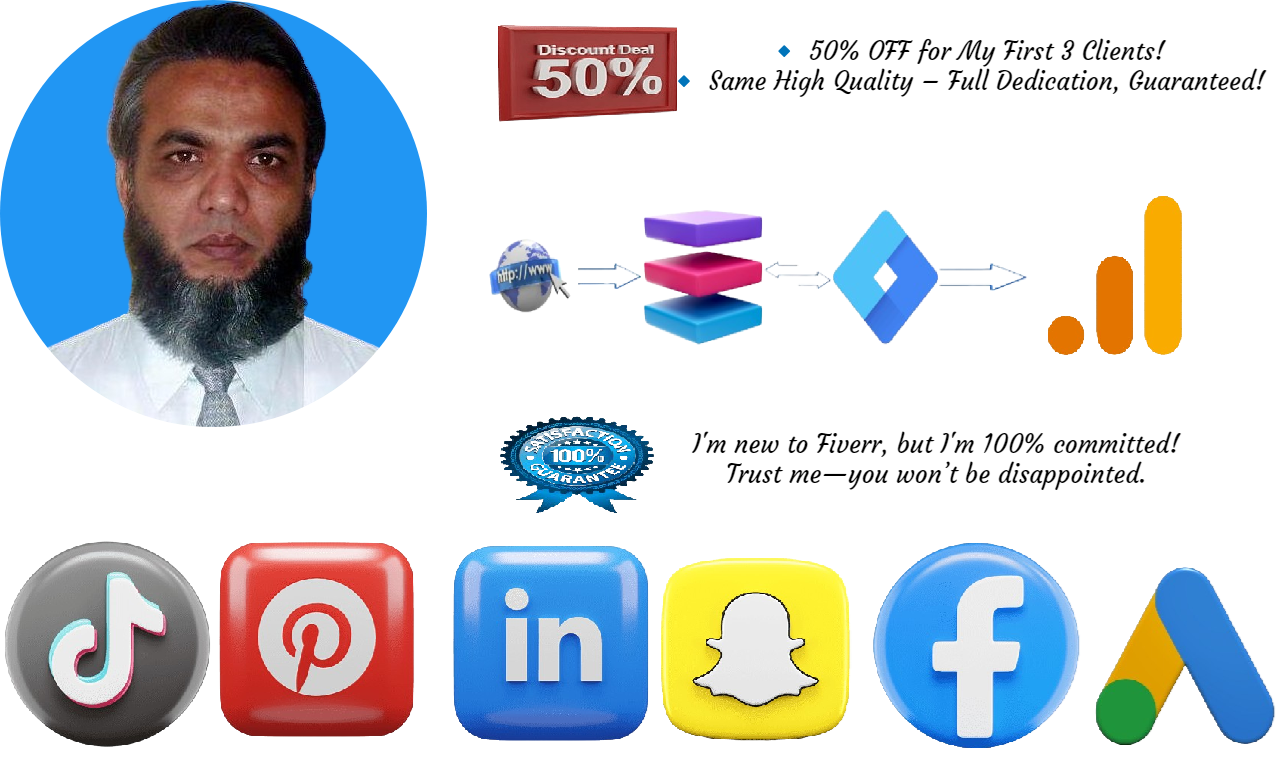 Discount Deal
50%
50% OFF for My First 3 Clients!
Same High Quality – Full Dedication, Guaranteed!
http://www
SATISFACTION
100%
GUARANTEE
I'm new to Fiverr, but I'm 100% committed!
Trust me—you won't be disappointed.
in